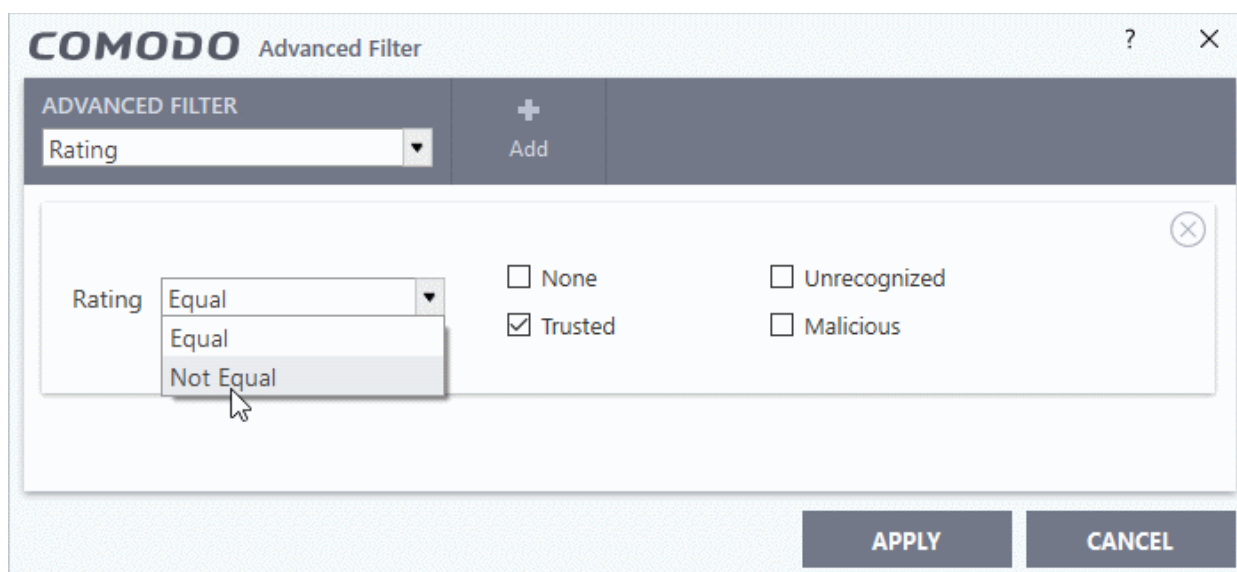 COMODO Advanced Filter ?
ADVANCED FILTER
Rating
Add
None
Unrecognized
Rating Equal
Trusted
Malicious
Equal
Not Equal
APPLY
CANCEL